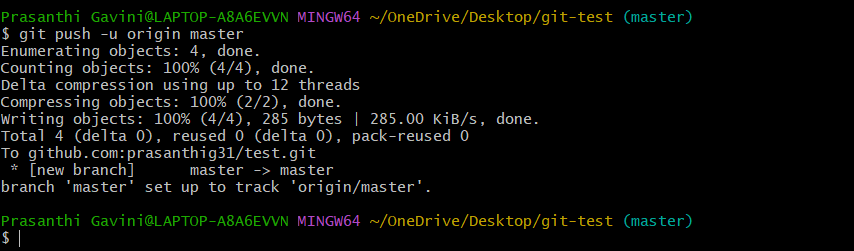 Prasanthi Gavini@LAPTOP-A8A6EVVN MINGW64 ~/OneDrive/Desktop/git-test (master)
$ git push -u origin master
Enumerating objects: 4, done.
Counting objects: 100% (4/4), done.
Delta compression using up to 12 threads
Compressing objects: 100% (2/2), done.
Writing objects: 100% (4/4), 285 bytes | 285.00 KiB/s, done.
Total 4 (delta 0), reused 0 (delta 0), pack-reused 0
To github.com:prasanthig31/test.git
 * [new branch]      master -> master
branch 'master' set up to track 'origin/master'.
Prasanthi Gavini@LAPTOP-A8A6EVVN MINGW64 ~/OneDrive/Desktop/git-test (master)
$